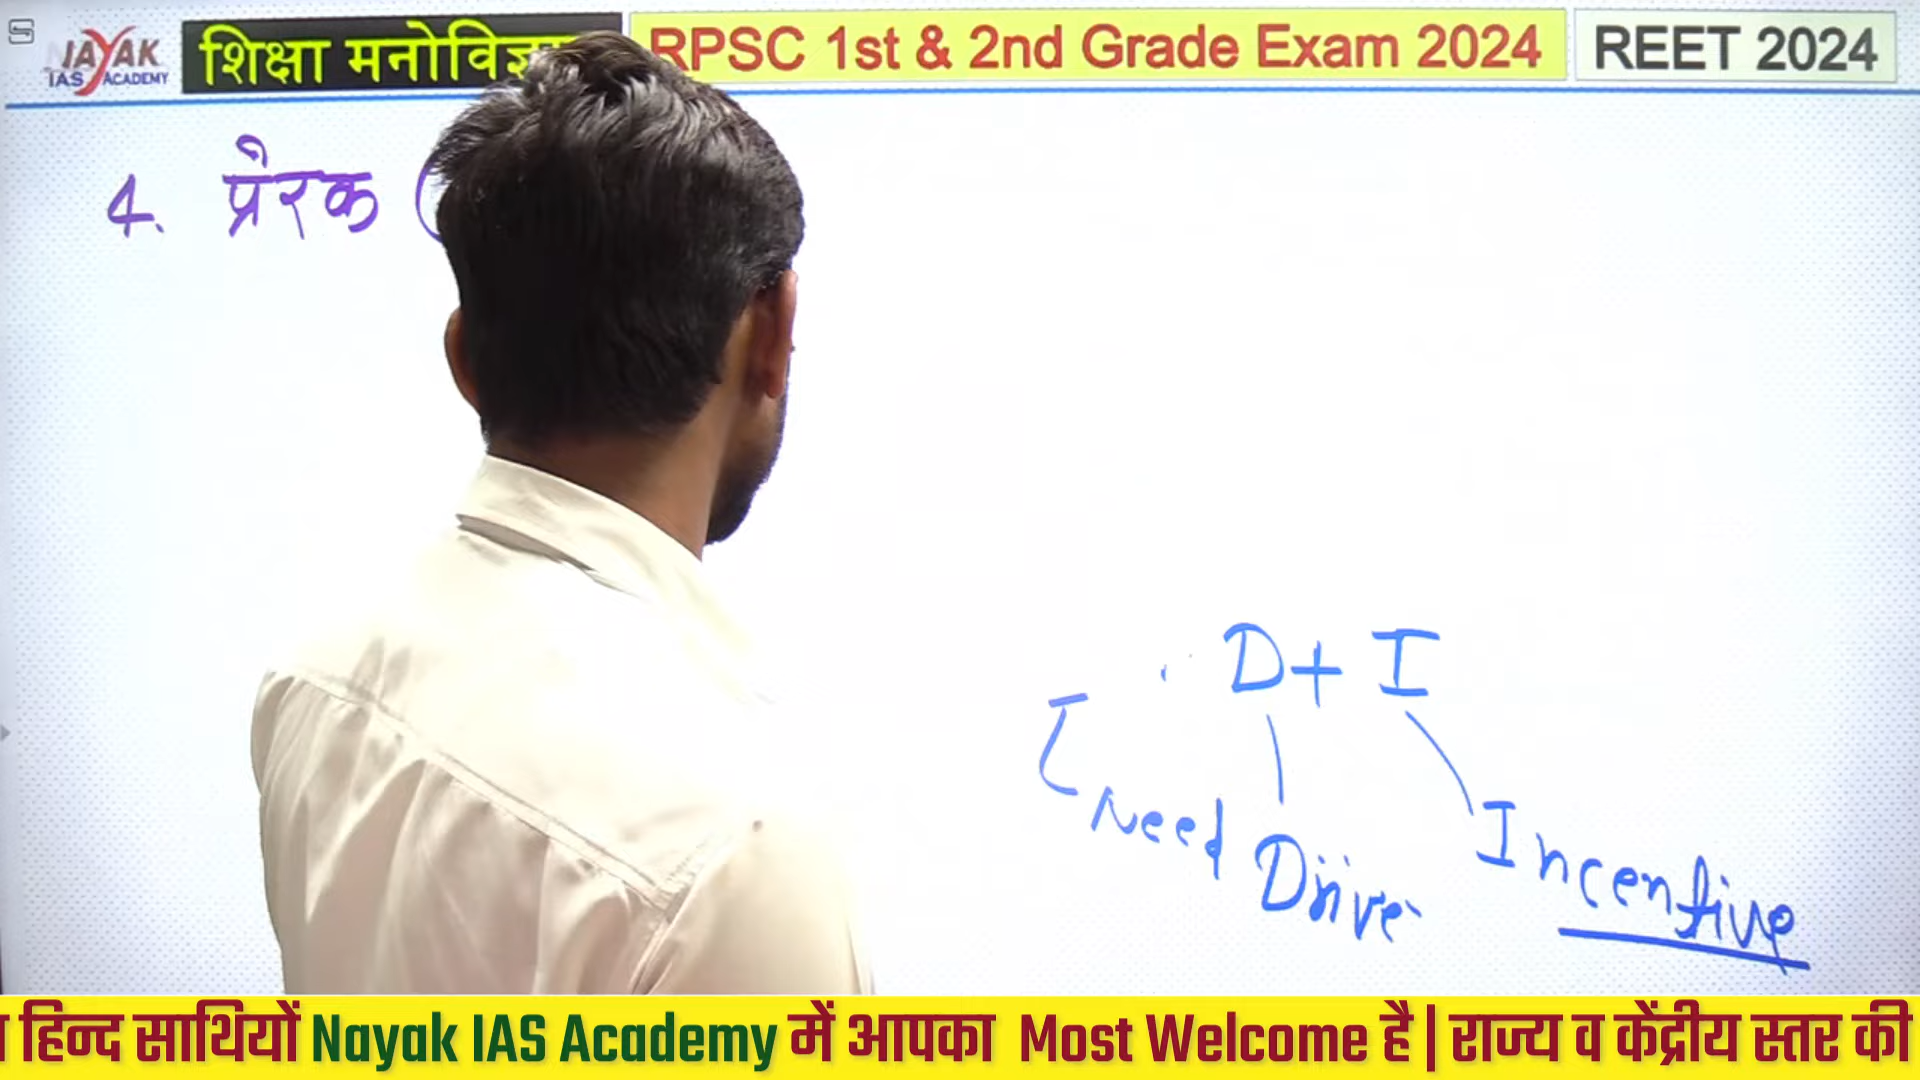 NAYAK
IAS ACADEMY
शिक्षा मनोविज्ञान
RPSC 1st & 2nd Grade Exam 2024
REET 2024
4. प्रेरक (
D + I
Need
Drive
Incentive
हिन्द साथियों Nayak IAS Academy में आपका Most Welcome है | राज्य व केंद्रीय स्तर की